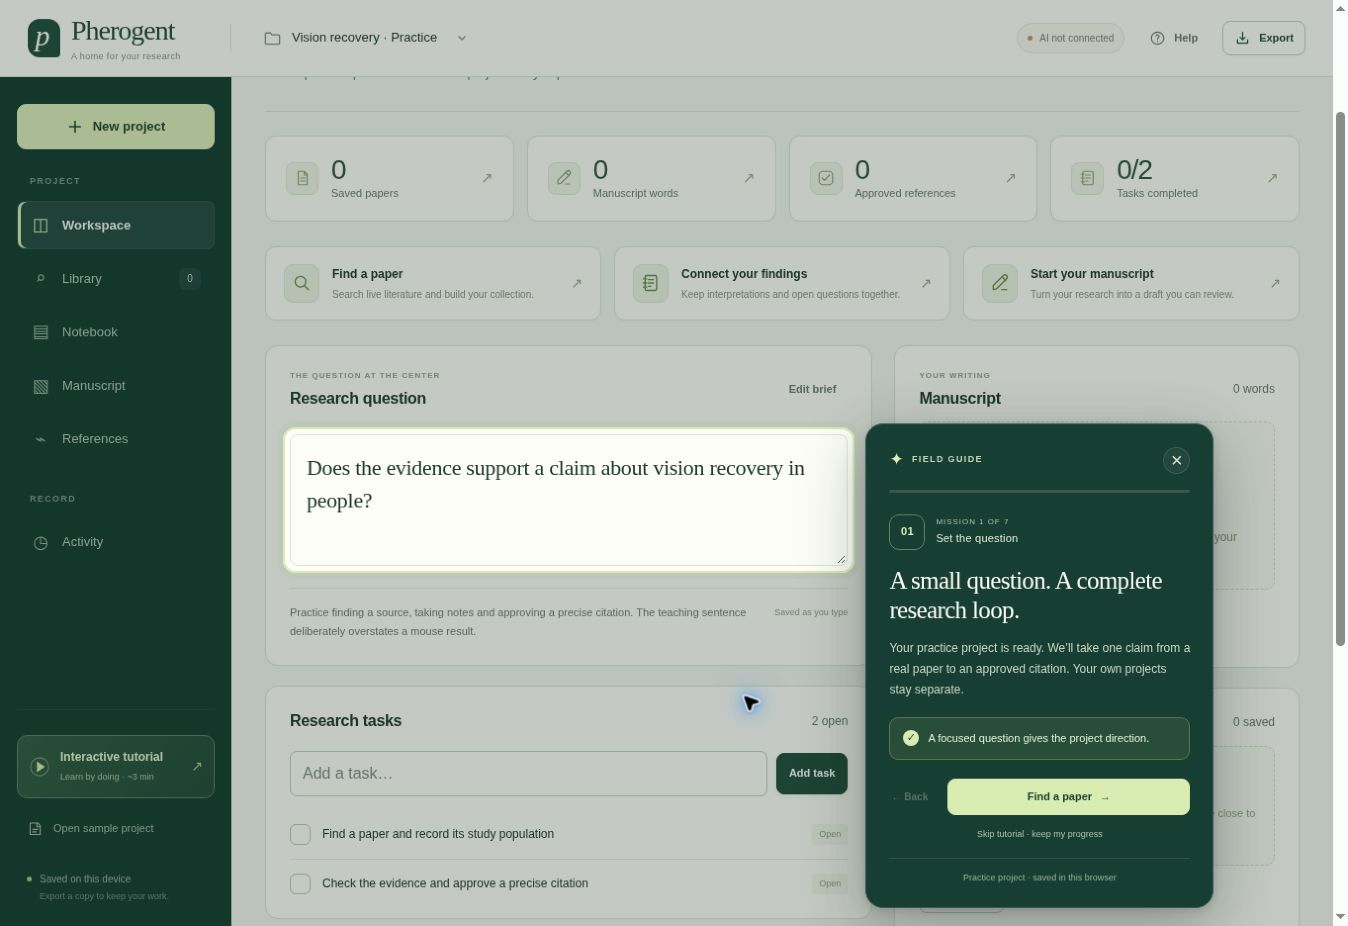 p Pherogent
A home for your research
Vision recovery · Practice
AI not connected
Help
Export
New project
PROJECT
Workspace
Library 0
Notebook
Manuscript
References
RECORD
Activity
Interactive tutorial
Learn by doing · ~3 min
Open sample project
Saved on this device
Export a copy to keep your work.
0
Saved papers
0
Manuscript words
0
Approved references
0/2
Tasks completed
Find a paper
Search live literature and build your collection.
Connect your findings
Keep interpretations and open questions together.
Start your manuscript
Turn your research into a draft you can review.
THE QUESTION AT THE CENTER
Research question
Edit brief
Does the evidence support a claim about vision recovery in
people?
Practice finding a source, taking notes and approving a precise citation. The teaching sentence
deliberately overstates a mouse result.
Saved as you type
Research tasks
2 open
Add a task…
Add task
Find a paper and record its study population
Open
Check the evidence and approve a precise citation
Open
YOUR WRITING
Manuscript
0 words
your
0 saved
close to
FIELD GUIDE
01
MISSION 1 OF 7
Set the question
A small question. A complete
research loop.
Your practice project is ready. We’ll take one claim from a
real paper to an approved citation. Your own projects
stay separate.
A focused question gives the project direction.
← Back
Find a paper →
Skip tutorial · keep my progress
Practice project · saved in this browser